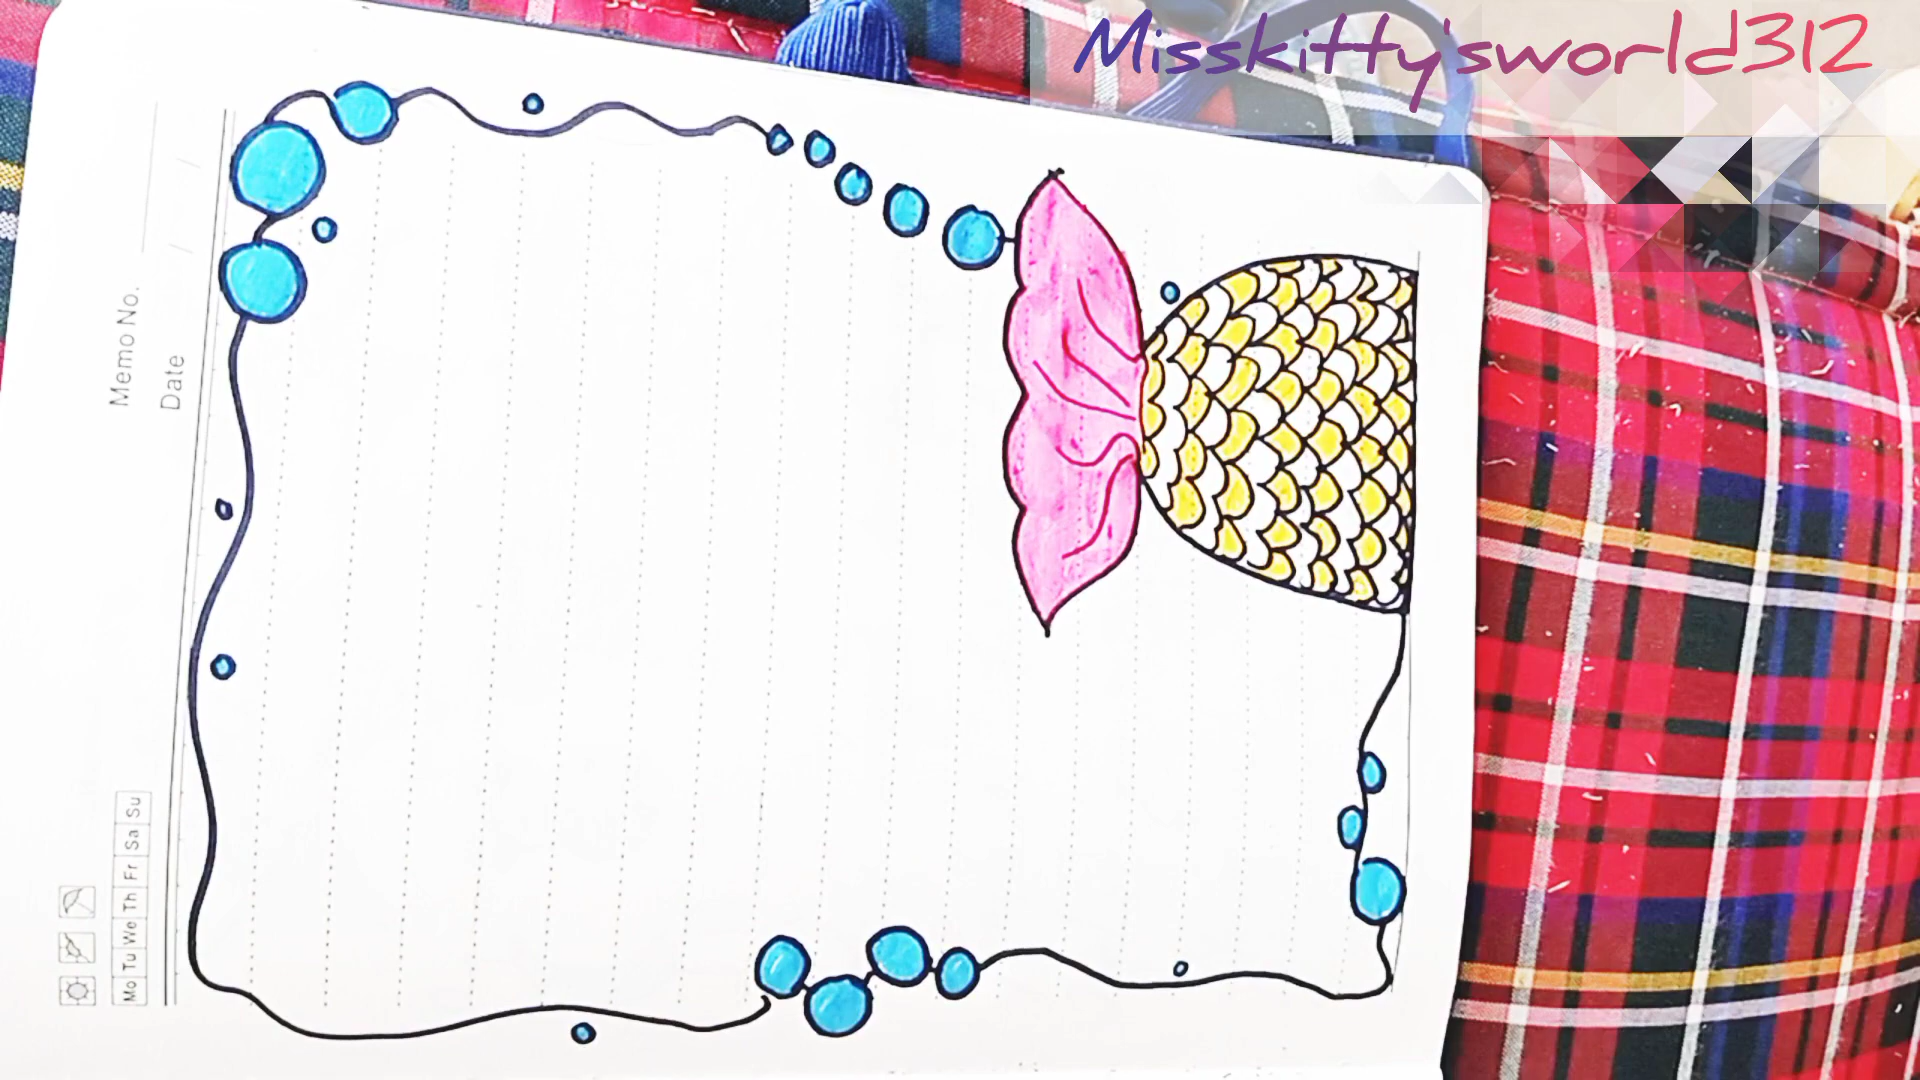 Misskitty'sworld312
Memo No.
Date / /
Mo Tu We Th Fr Sa Su